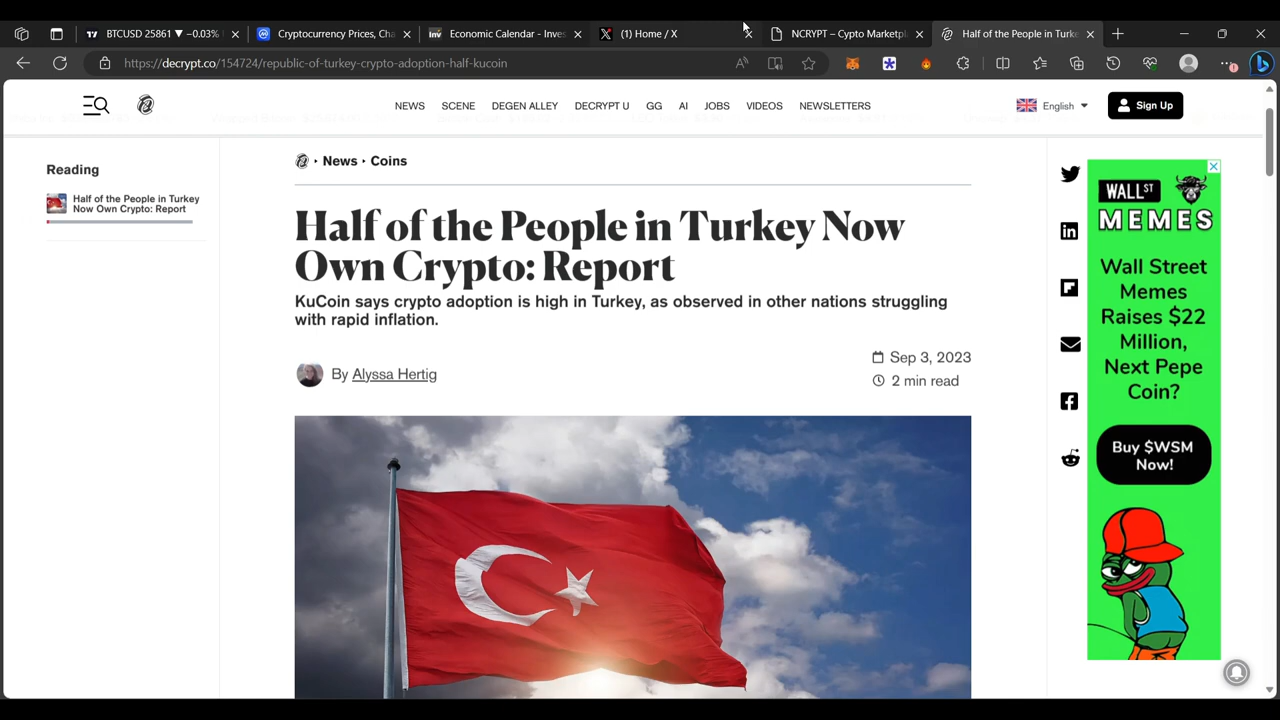 BTCUSD 25861 ▼ −0.03%
Cryptocurrency Prices, Cha
Economic Calendar - Inves
(1) Home / X
NCRYPT – Cypto Marketpl
Half of the People in Turke
https://decrypt.co/154724/republic-of-turkey-crypto-adoption-half-kucoin
NEWS SCENE DEGEN ALLEY DECRYPT U GG AI JOBS VIDEOS NEWSLETTERS
English
Sign Up
Reading
Half of the People in Turkey
Now Own Crypto: Report
News · Coins
Half of the People in Turkey Now
Own Crypto: Report
KuCoin says crypto adoption is high in Turkey, as observed in other nations struggling
with rapid inflation.
By Alyssa Hertig
Sep 3, 2023
2 min read
WALL ST
MEMES
Wall Street
Memes
Raises $22
Million,
Next Pepe
Coin?
Buy $WSM
Now!